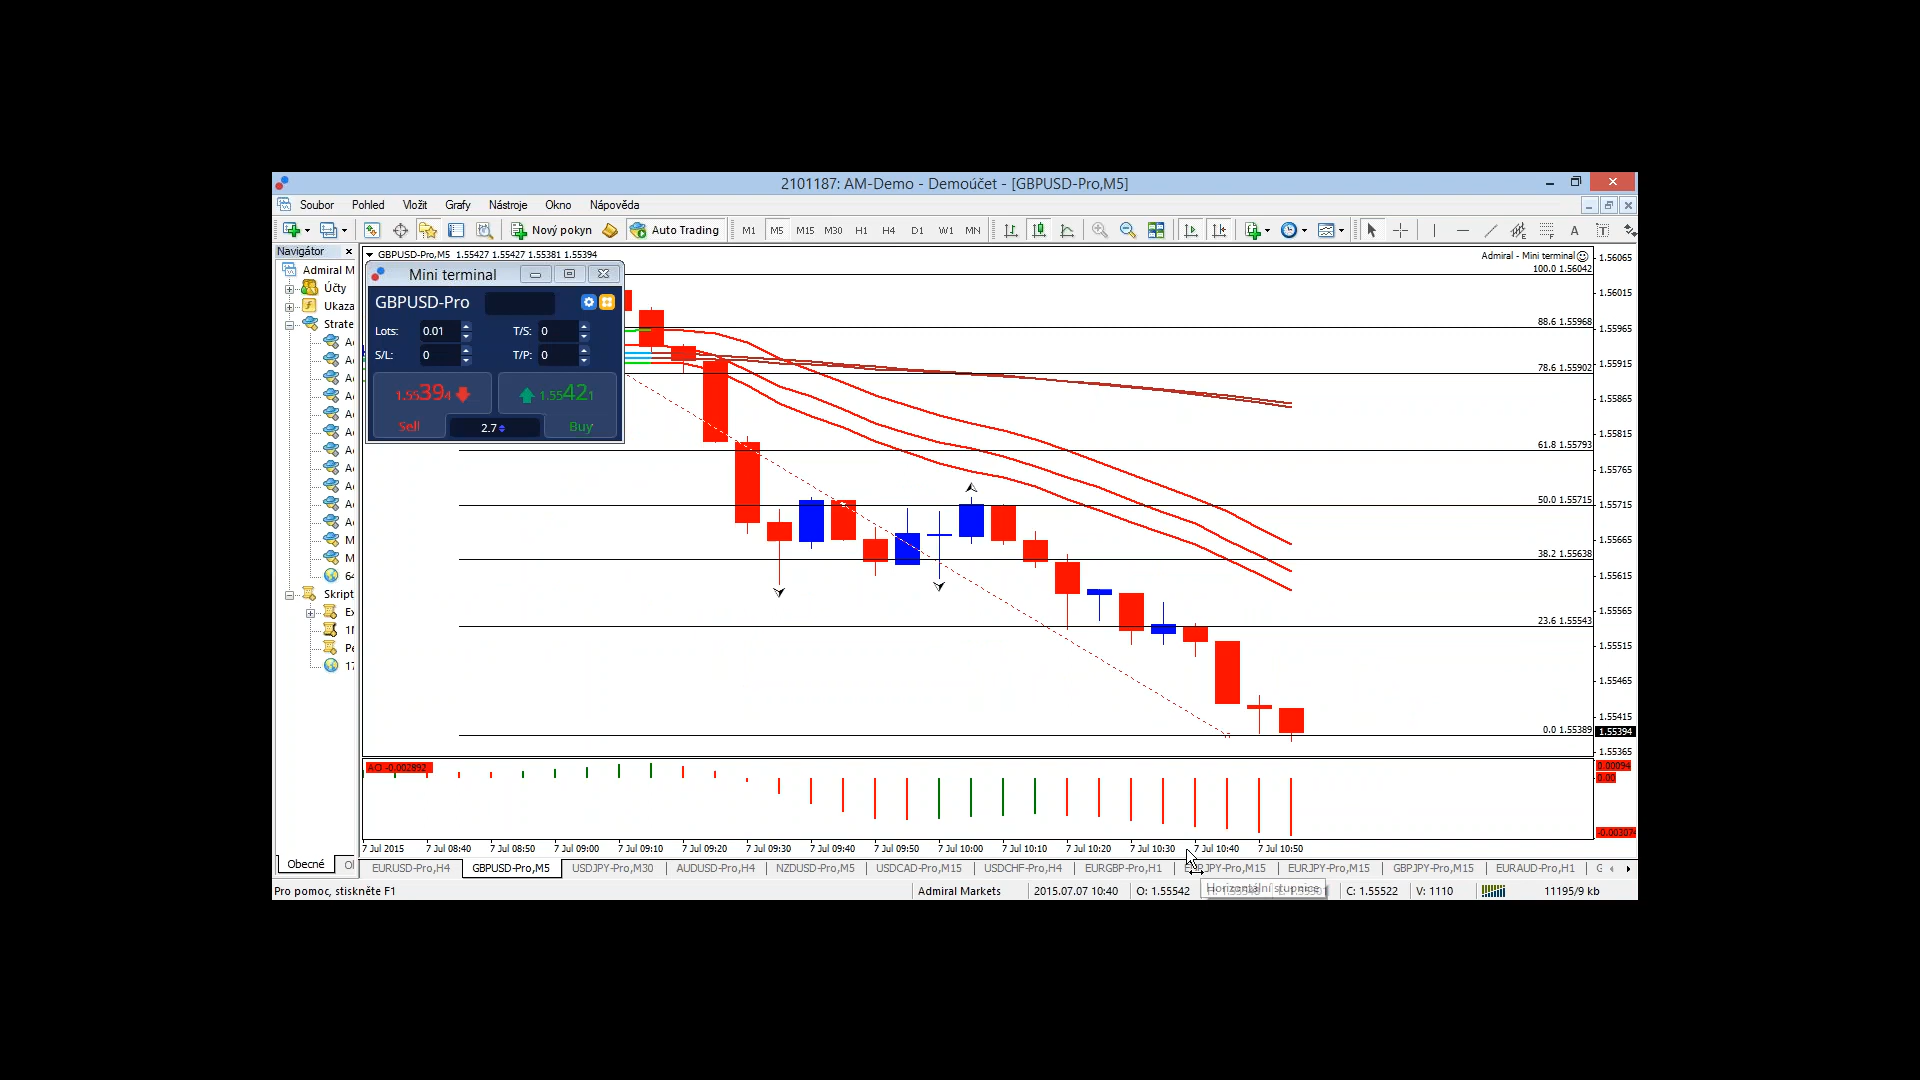 2101187: AM-Demo - Demoúčet - [GBPUSD-Pro,M5]
Soubor Pohled Vložit Grafy Nástroje Okno Nápověda
Nový pokyn Auto Trading M1 M5 M15 M30 H1 H4 D1 W1 MN
Navigátor
Admiral M
Účty
Ukaza
Strate
Skript
GBPUSD-Pro,M5 1.55427 1.55427 1.55381 1.55394
Admiral - Mini terminal
Mini terminal
GBPUSD-Pro
Lots: 0.01 T/S: 0
S/L: 0 T/P: 0
1.55394 1.55421
Sell 2.7 Buy
100.0 1.56042
88.6 1.55968
78.6 1.55902
61.8 1.55793
50.0 1.55715
38.2 1.55638
23.6 1.55543
0.0 1.55389
1.56065
1.56015
1.55965
1.55915
1.55865
1.55815
1.55765
1.55715
1.55665
1.55615
1.55565
1.55515
1.55465
1.55415
1.55394
1.55365
AO -0.002892
0.00094
0.00
-0.003074
7 Jul 2015 7 Jul 08:40 7 Jul 08:50 7 Jul 09:00 7 Jul 09:10 7 Jul 09:20 7 Jul 09:30 7 Jul 09:40 7 Jul 09:50 7 Jul 10:00 7 Jul 10:10 7 Jul 10:20 7 Jul 10:30 7 Jul 10:40 7 Jul 10:50
Obecné
EURUSD-Pro,H4 GBPUSD-Pro,M5 USDJPY-Pro,M30 AUDUSD-Pro,H4 NZDUSD-Pro,M5 USDCAD-Pro,M15 USDCHF-Pro,H4 EURGBP-Pro,H1 EURJPY-Pro,M15 EURJPY-Pro,M15 GBPJPY-Pro,M15 EURAUD-Pro,H1 G
Pro pomoc, stiskněte F1 Admiral Markets 2015.07.07 10:40 O: 1.55542 Horizontální stupnice C: 1.55522 V: 1110 11195/9 kb